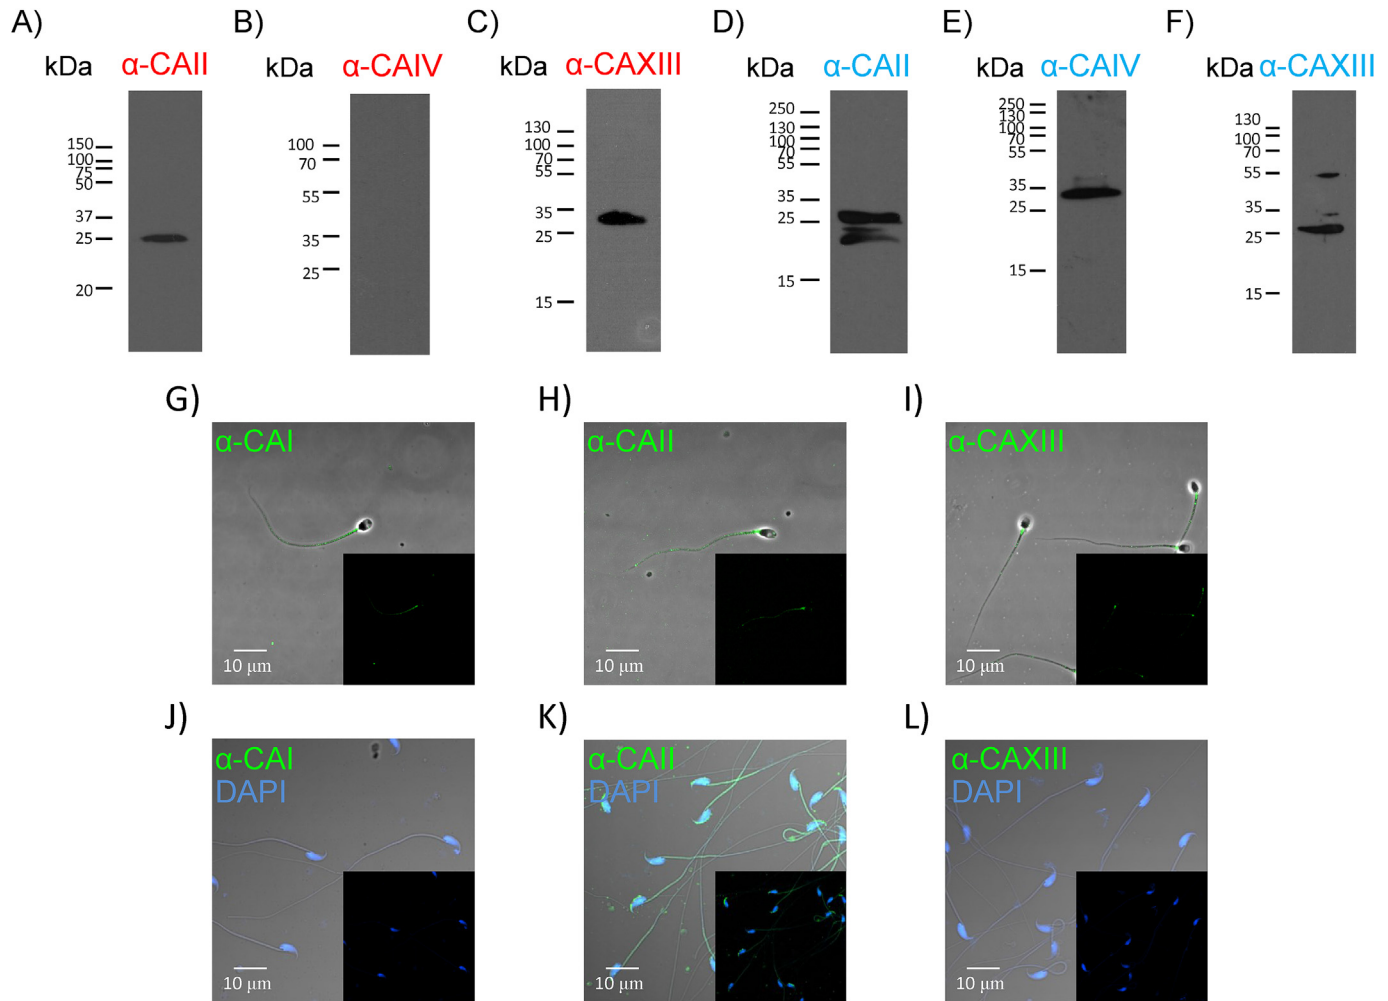 A)
kDa α-CAII
150
100
75
50
37
25
20
B)
kDa α-CAIV
100
70
55
35
25
C)
kDa α-CAXIII
130
100
70
55
35
25
15
D)
kDa α-CAII
250
130
100
70
55
35
25
15
E)
kDa α-CAIV
250
130
100
70
55
35
25
15
F)
kDa α-CAXIII
130
100
70
55
35
25
15
G)
α-CAI
10 μm
H)
α-CAII
10 μm
I)
α-CAXIII
10 μm
J)
α-CAI
DAPI
10 μm
K)
α-CAII
DAPI
10 μm
L)
α-CAXIII
DAPI
10 μm